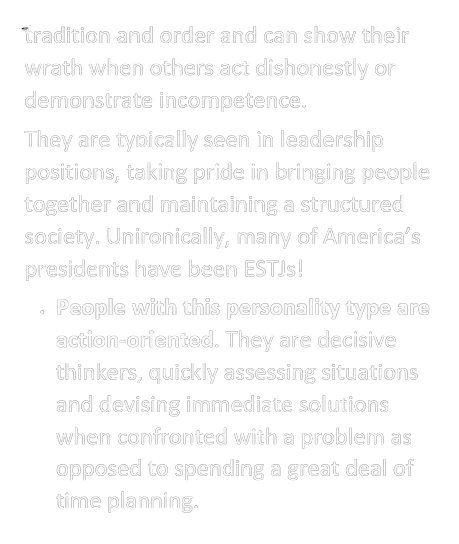 tradition and order and can show their
wrath when others act dishonestly or
demonstrate incompetence.
They are typically seen in leadership
positions, taking pride in bringing people
together and maintaining a structured
society. Unironically, many of America's
presidents have been ESTJs!
. People with this personality type are
action-oriented. They are decisive
thinkers, quickly assessing situations
and devising immediate solutions
when confronted with a problem as
opposed to spending a great deal of
time planning.